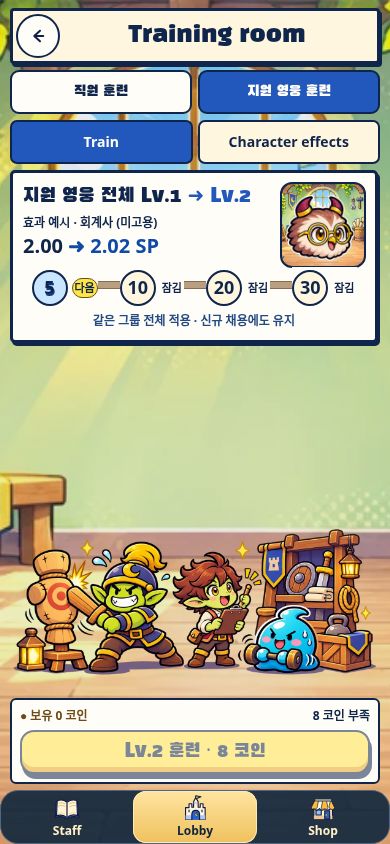 Training room
직원 훈련
지원 영웅 훈련
Train
Character effects
지원 영웅 전체 Lv.1 → Lv.2
효과 예시 · 회계사 (미고용)
2.00 → 2.02 SP
5 다음 10 잠김 20 잠김 30 잠김
같은 그룹 전체 적용 · 신규 채용에도 유지
● 보유 0 코인
8 코인 부족
Lv.2 훈련 · 8 코인
Staff
Lobby
Shop